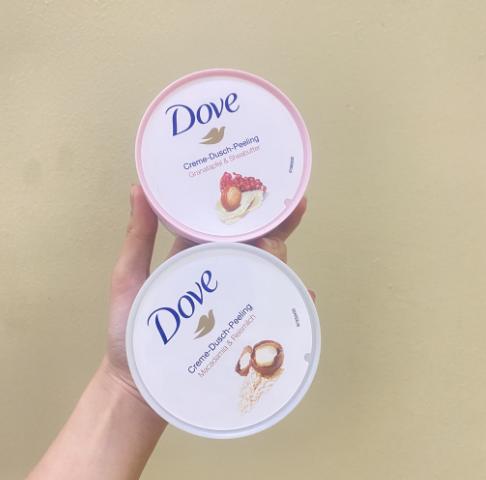 Dove
Creme-Dusch-Peeling
Granatapfel & Sheabutter
Dove
Creme-Dusch-Peeling
Macadamia & Reismilch